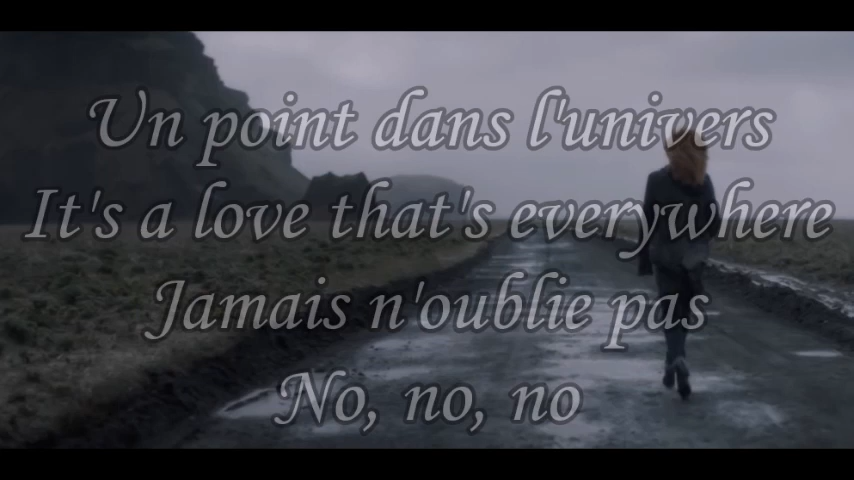 Un point dans l'univers
It's a love that's everywhere
Jamais n'oublie pas
No, no, no